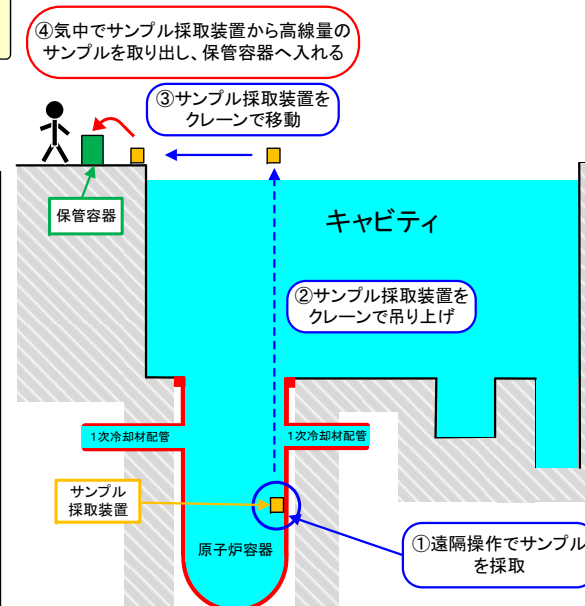 ④気中でサンプル採取装置から高線量の
サンプルを取り出し、保管容器へ入れる
③サンプル採取装置を
クレーンで移動
保管容器
キャビティ
②サンプル採取装置を
クレーンで吊り上げ
1次冷却材配管
1次冷却材配管
サンプル
採取装置
原子炉容器
①遠隔操作でサンプル
を採取